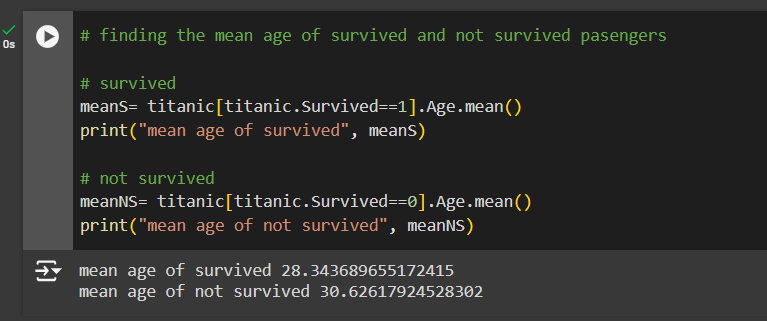 # finding the mean age of survived and not survived pasengers
# survived
meanS= titanic[titanic.Survived==1].Age.mean()
print("mean age of survived", meanS)
# not survived
meanNS= titanic[titanic.Survived==0].Age.mean()
print("mean age of not survived", meanNS)
0s
mean age of survived 28.343689655172415
mean age of not survived 30.62617924528302